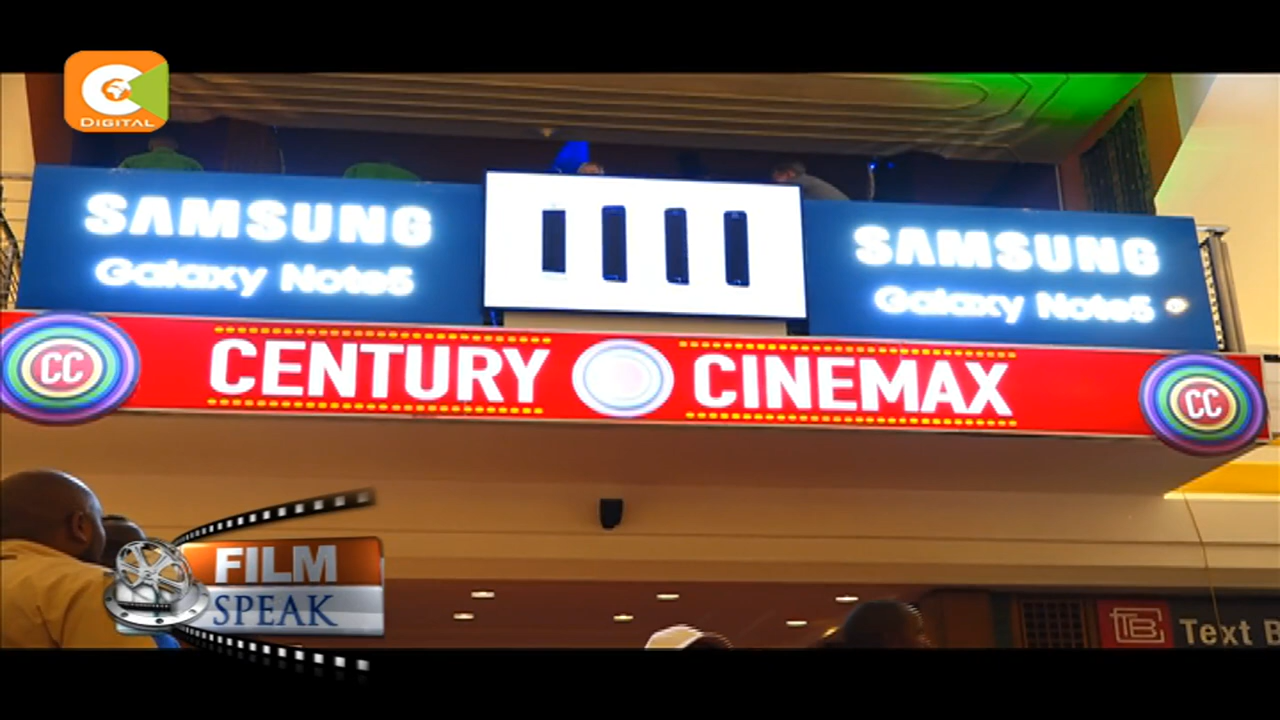 C
DIGITAL
SAMSUNG
Galaxy Note5
SAMSUNG
Galaxy Note5
CC
CENTURY
CINEMAX
CC
FILM
SPEAK
TB
Text B